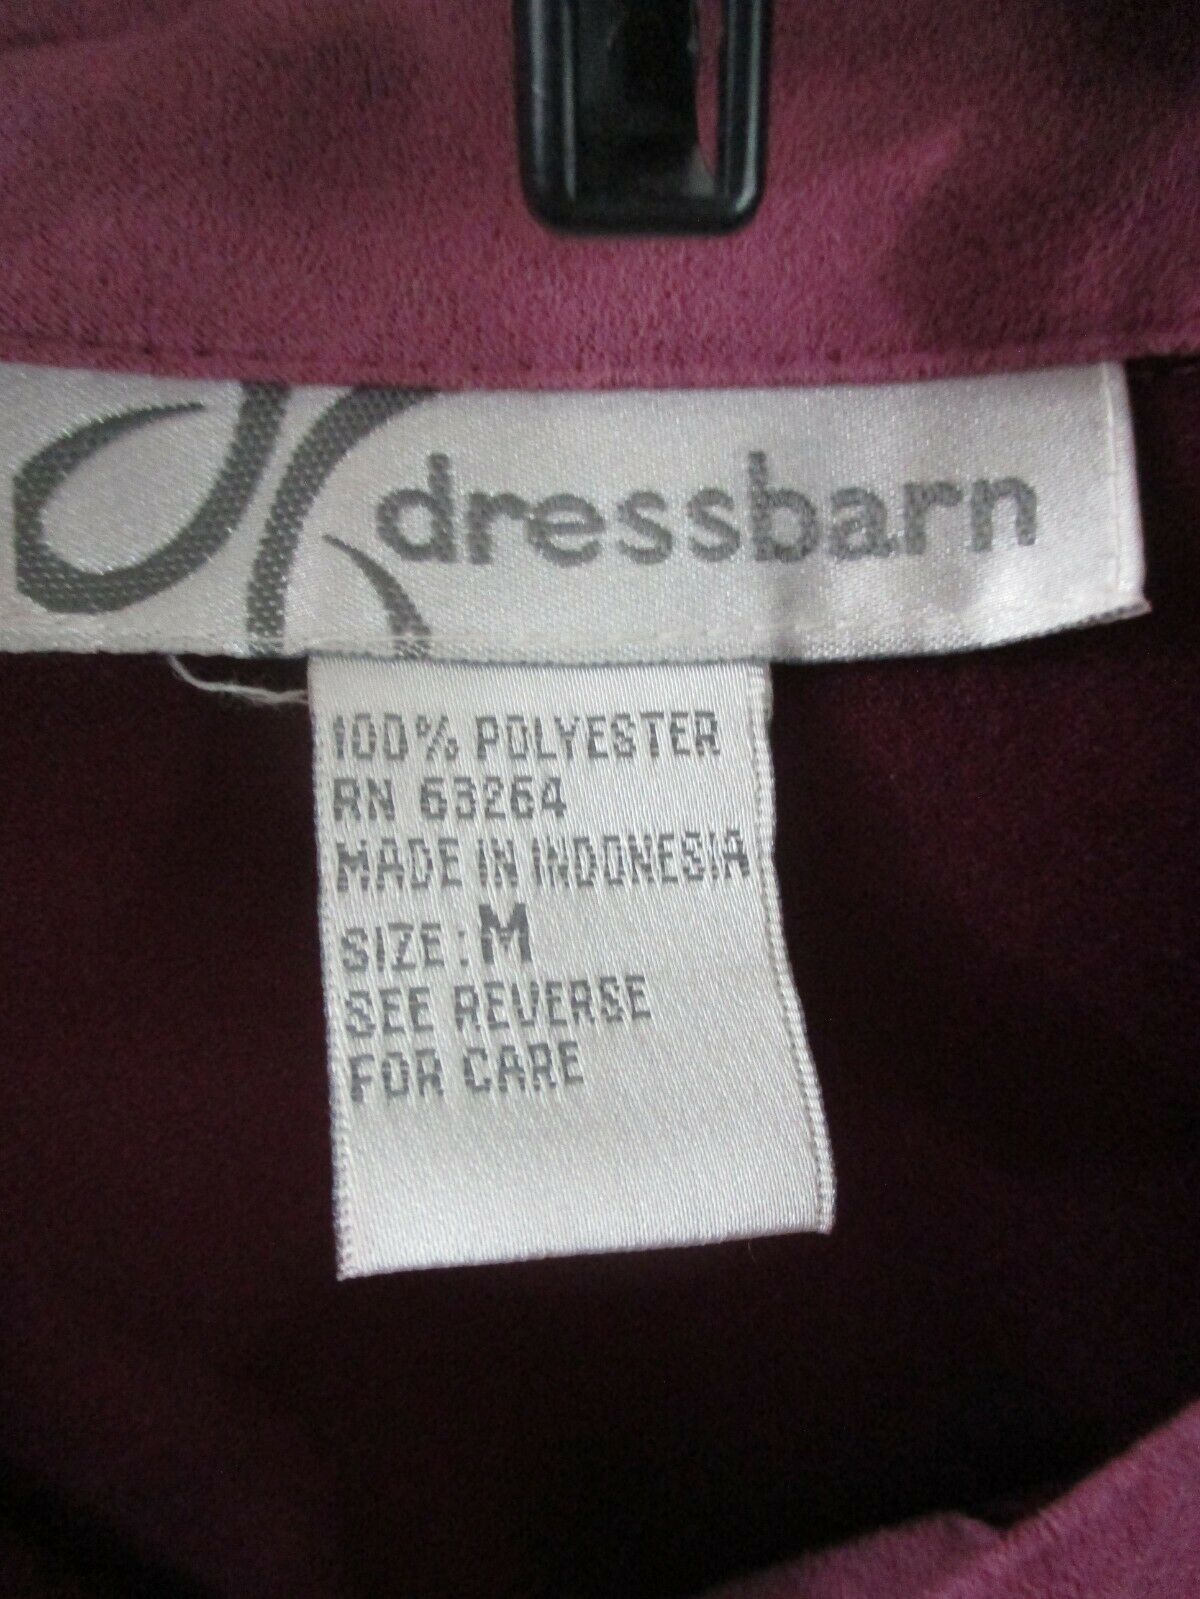 dressbarn
100% POLYESTER
RN 63264
MADE IN INDONESIA
SIZE: M
SEE REVERSE
FOR CARE